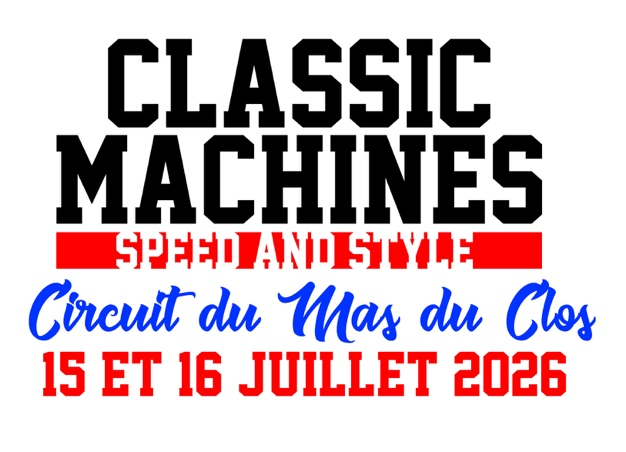 CLASSIC
MACHINES
SPEED AND STYLE
Circuit du Mas du Clos
15 ET 16 JUILLET 2026